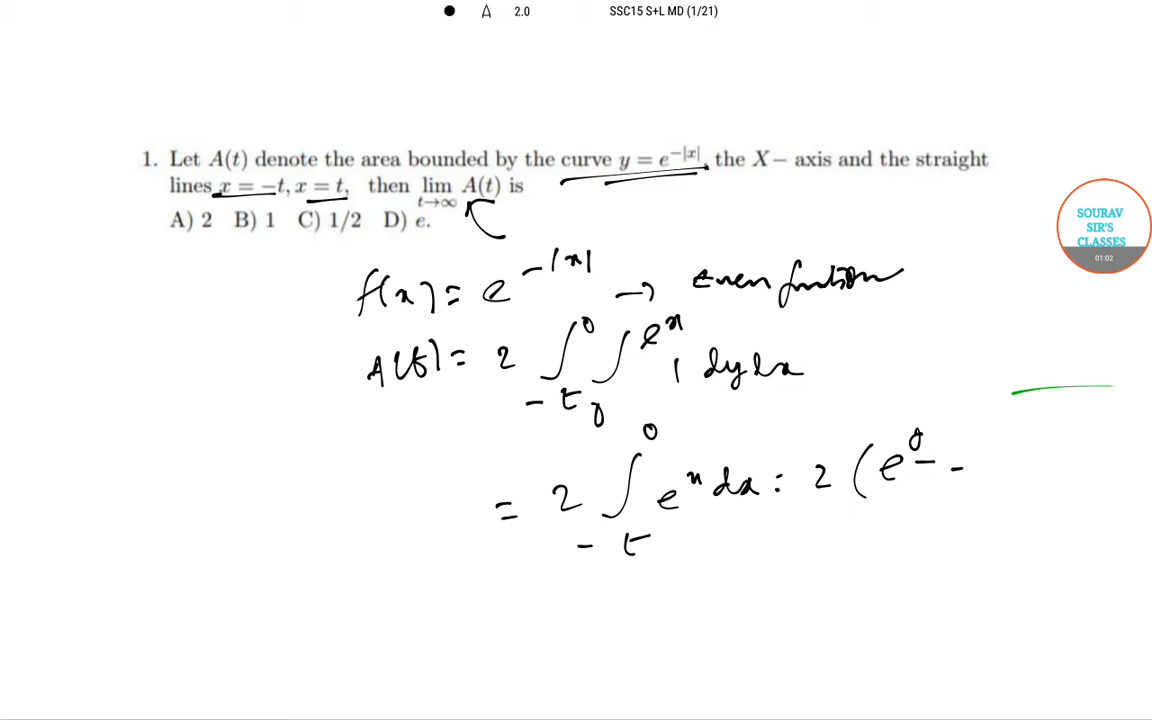 2.0 SSC15 S+L MD (1/21)
1. Let A(t) denote the area bounded by the curve y = e^{-|x|}, the X− axis and the straight
lines x = −t, x = t, then lim_{t→∞} A(t) is
A) 2 B) 1 C) 1/2 D) e.
SOURAV
SIR'S
CLASSES
01:02
f(x) = e^{-|x|} → Even function
A(t) = 2 ∫_{-t}^{0} ∫_{0}^{e^x} 1 dy dx
= 2 ∫_{-t}^{0} e^x dx = 2 (e^0 - -